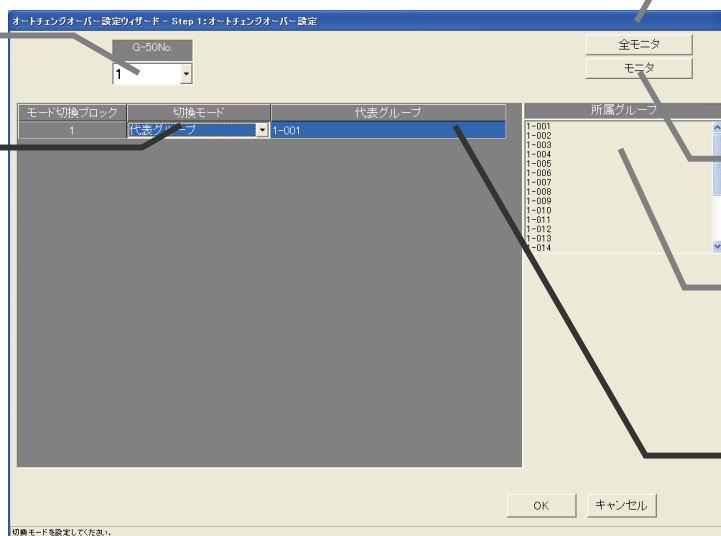 オートチェンジオーバー設定ウィザード - Step 1:オートチェンジオーバー設定
G-50No.
1
全モニタ
モニタ
モード切換ブロック 切換モード 代表グループ 所属グループ
1 代表グループ 1-001
1-001
1-002
1-003
1-004
1-005
1-006
1-007
1-008
1-009
1-010
1-011
1-012
1-013
1-014
OK キャンセル
切換モードを設定してください。